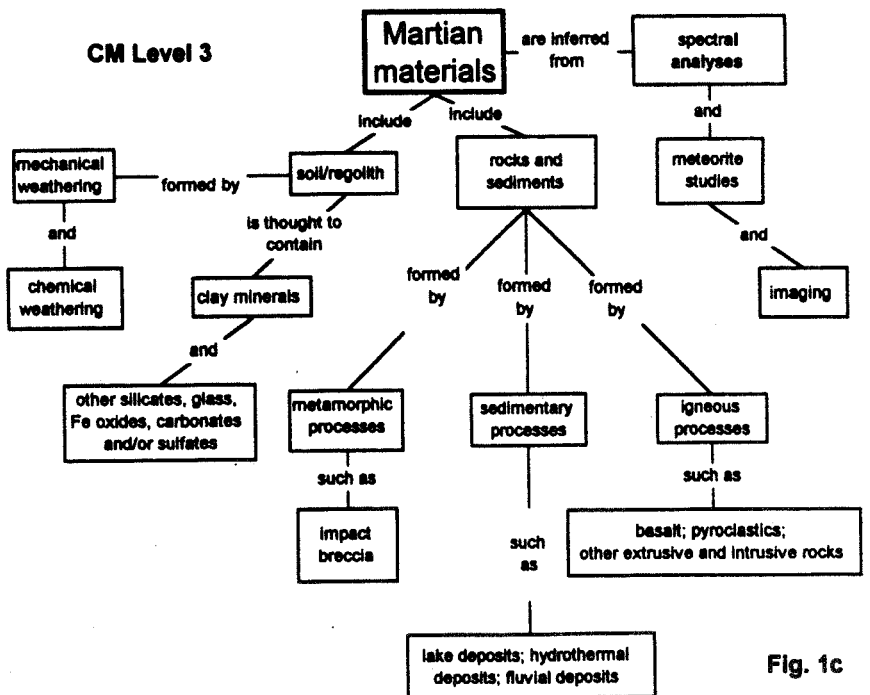 CM Level 3
Martian
materials
are inferred
from
spectral
analyses
and
meteorite
studies
and
imaging
include
include
mechanical
weathering
formed by
soil/regolith
rocks and
sediments
and
chemical
weathering
is thought to
contain
clay minerals
and
other silicates, glass,
Fe oxides, carbonates
and/or sulfates
formed
by
formed
by
formed
by
metamorphic
processes
sedimentary
processes
igneous
processes
such as
impact
breccia
such
as
such as
basalt; pyroclastics;
other extrusive and intrusive rocks
lake deposits; hydrothermal
deposits; fluvial deposits
Fig. 1c